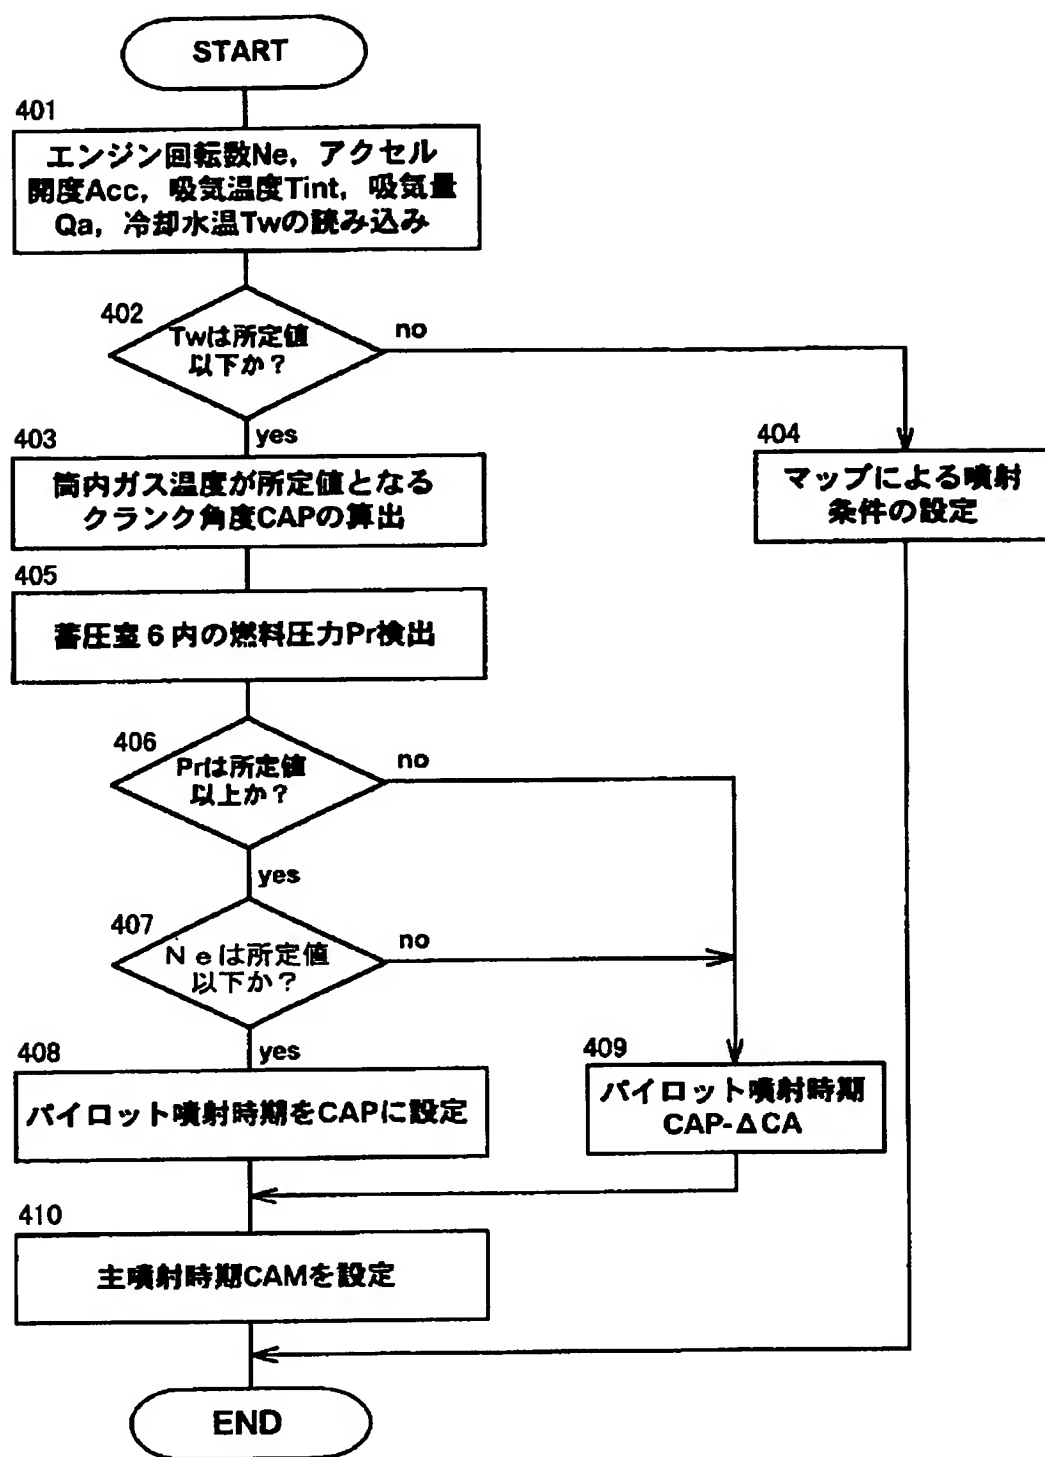 START
401
エンジン回転数Ne，アクセル
開度Acc，吸気温度Tint，吸気量
Qa，冷却水温Twの読み込み
402
Twは所定値
以下か？
no
yes
403
筒内ガス温度が所定値となる
クランク角度CAPの算出
404
マップによる噴射
条件の設定
405
蓄圧室６内の燃料圧力Pr検出
406
Prは所定値
以上か？
no
yes
407
Ｎｅは所定値
以下か？
no
yes
408
パイロット噴射時期をCAPに設定
409
パイロット噴射時期
CAP-ΔCA
410
主噴射時期CAMを設定
END